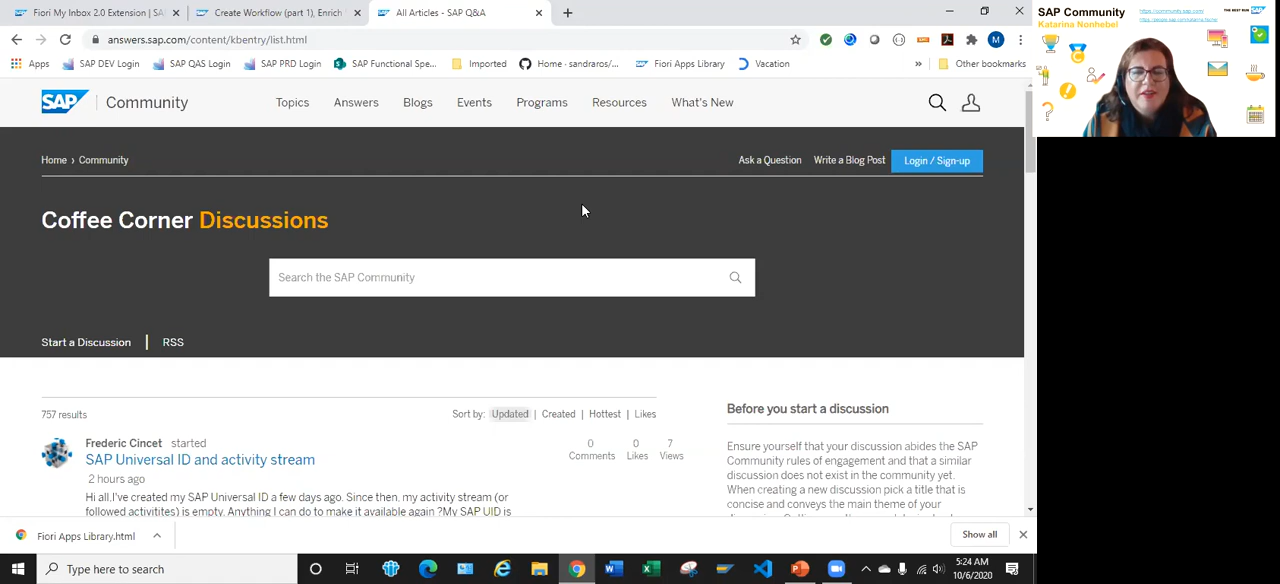 Fiori My Inbox 2.0 Extension | SA
Create Workflow (part 1), Enrich
All Articles - SAP Q&A
answers.sap.com/content/kbentry/list.html
M
Apps
SAP DEV Login
SAP QAS Login
SAP PRD Login
SAP Functional Spe...
Imported
Home · sandraros/...
Fiori Apps Library
Vacation
»
Other bookmarks
SAP Community
Katarina Nonhebel
https://community.sap.com/
THE BEST RUN SAP
SAP
Community
Topics
Answers
Blogs
Events
Programs
Resources
What's New
Home › Community
Ask a Question
Write a Blog Post
Login / Sign-up
Coffee Corner Discussions
Search the SAP Community
Start a Discussion
RSS
757 results
Sort by: Updated | Created | Hottest | Likes
Before you start a discussion
Frederic Cincet started
SAP Universal ID and activity stream
2 hours ago
0 Comments
0 Likes
7 Views
Hi all.I've created my SAP Universal ID a few days ago. Since then, my activity stream (or
followed activitites) is empty. Anything I can do to make it available again ?My SAP UID is
Ensure yourself that your discussion abides the SAP
Community rules of engagement and that a similar
discussion does not exist in the community yet.
When creating a new discussion pick a title that is
concise and conveys the main theme of your
Fiori Apps Library.html
Show all
Type here to search
5:24 AM
10/6/2020